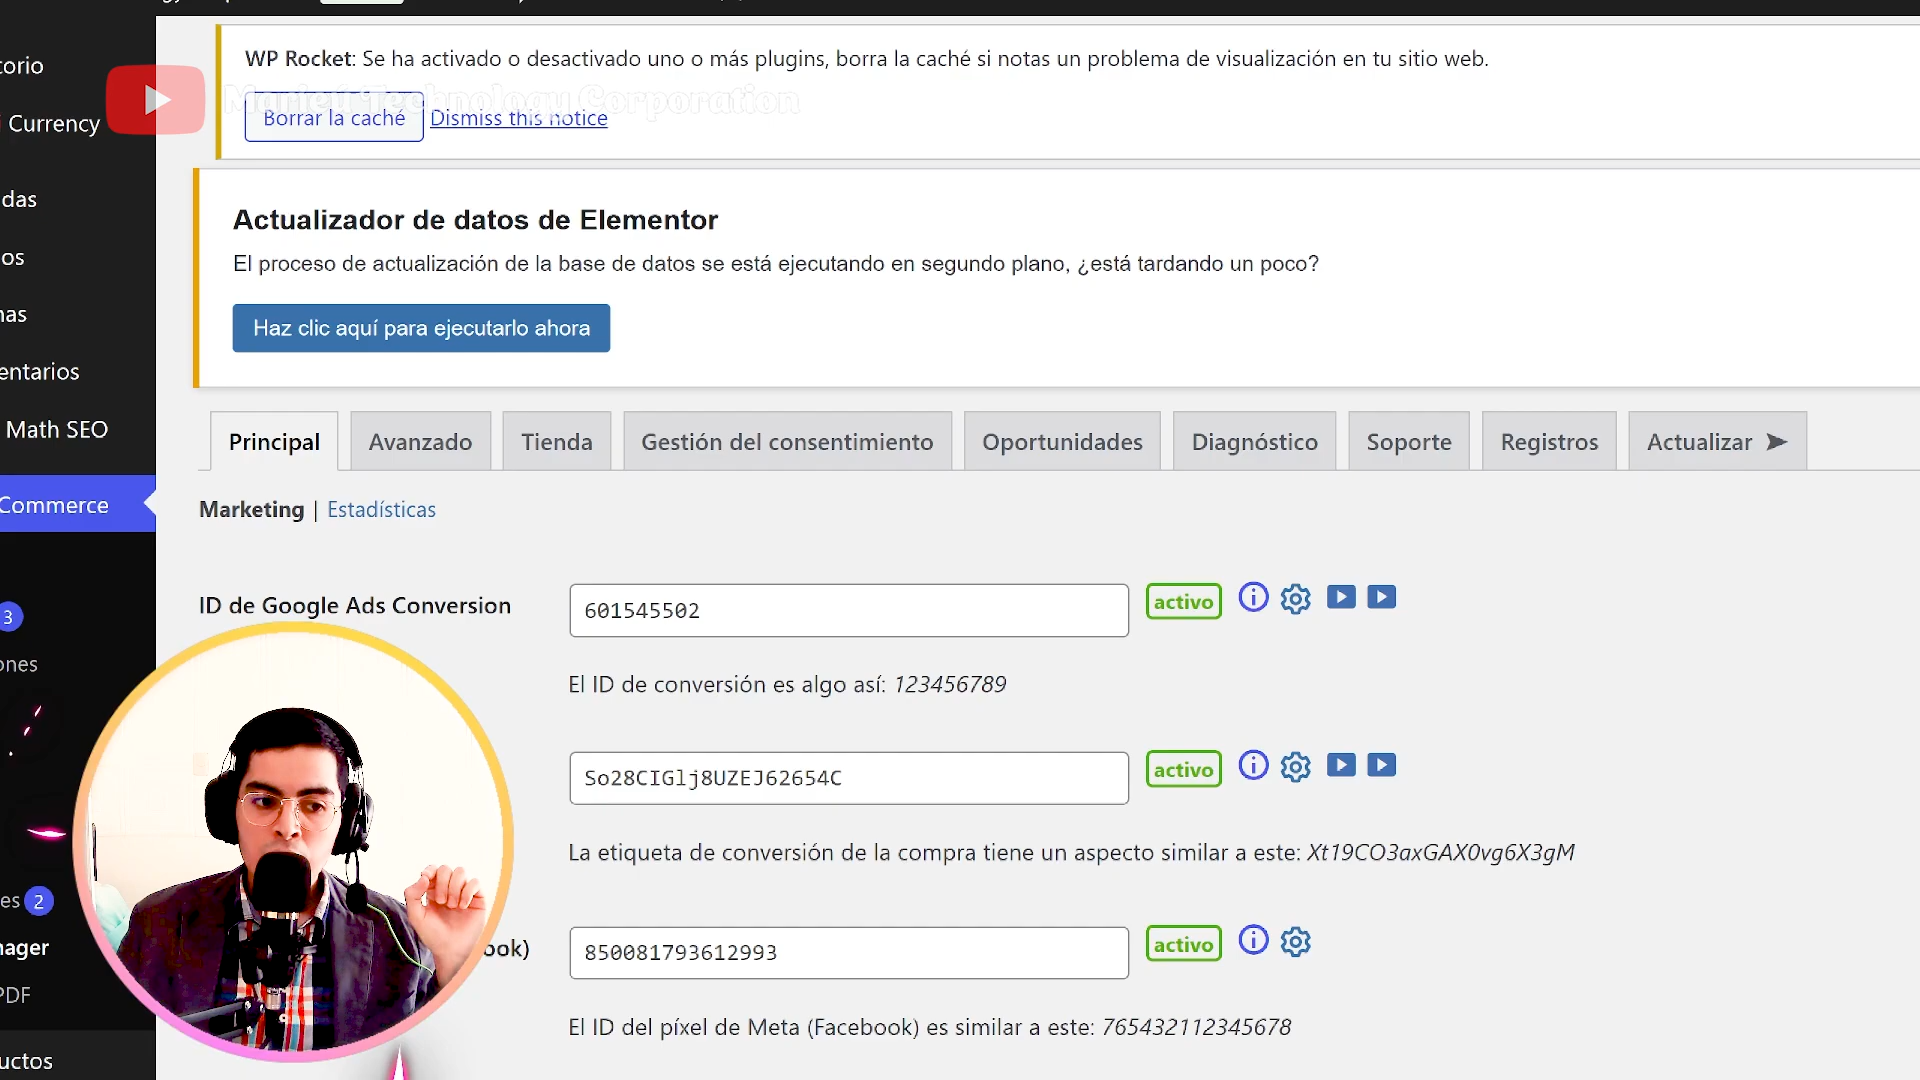 WP Rocket: Se ha activado o desactivado uno o más plugins, borra la caché si notas un problema de visualización en tu sitio web.
Technology Corporation
Borrar la caché Dismiss this notice
Actualizador de datos de Elementor
El proceso de actualización de la base de datos se está ejecutando en segundo plano, ¿está tardando un poco?
Haz clic aquí para ejecutarlo ahora
Principal Avanzado Tienda Gestión del consentimiento Oportunidades Diagnóstico Soporte Registros Actualizar ➤
Marketing | Estadísticas
ID de Google Ads Conversion
601545502
activo
El ID de conversión es algo así: 123456789
So28CIGlj8UZEJ62654C
activo
La etiqueta de conversión de la compra tiene un aspecto similar a este: Xt19CO3axGAX0vg6X3gM
ook)
850081793612993
activo
El ID del píxel de Meta (Facebook) es similar a este: 765432112345678
torio
Currency
das
os
nas
entarios
Math SEO
Commerce
3
ones
es 2
nager
PDF
uctos